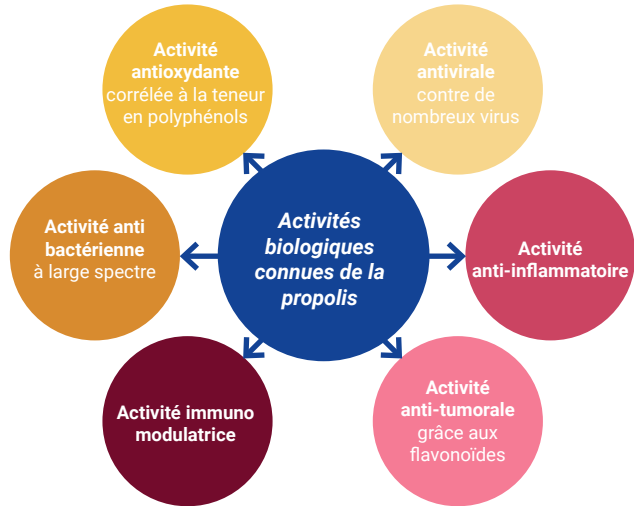 Activité
antioxydante
corrélée à la teneur
en polyphénols
Activité
antivirale
contre de
nombreux virus
Activité anti
bactérienne
à large spectre
Activités
biologiques
connues de la
propolis
Activité
anti-inflammatoire
Activité immuno
modulatrice
Activité
anti-tumorale
grâce aux
flavonoïdes